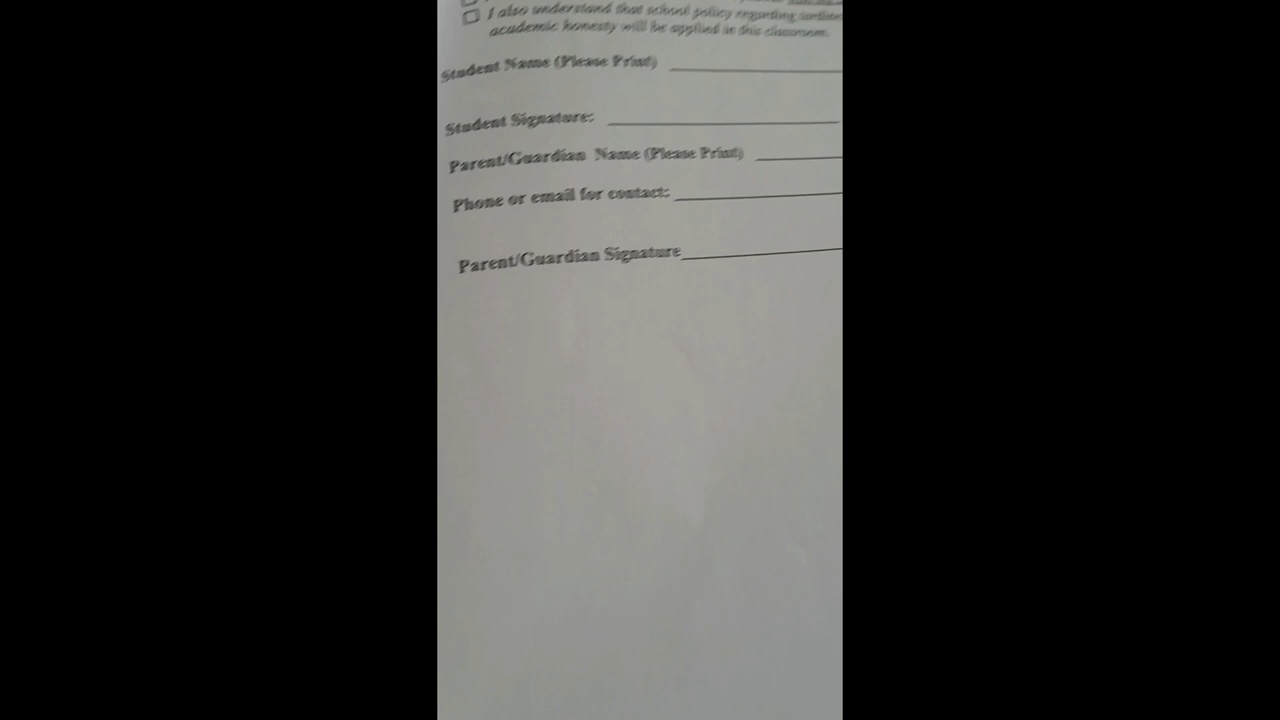 I also understand that school policy regarding
academic honesty will be applied in this classroom.
Student Name (Please Print)
Student Signature:
Parent/Guardian Name (Please Print)
Phone or email for contact:
Parent/Guardian Signature